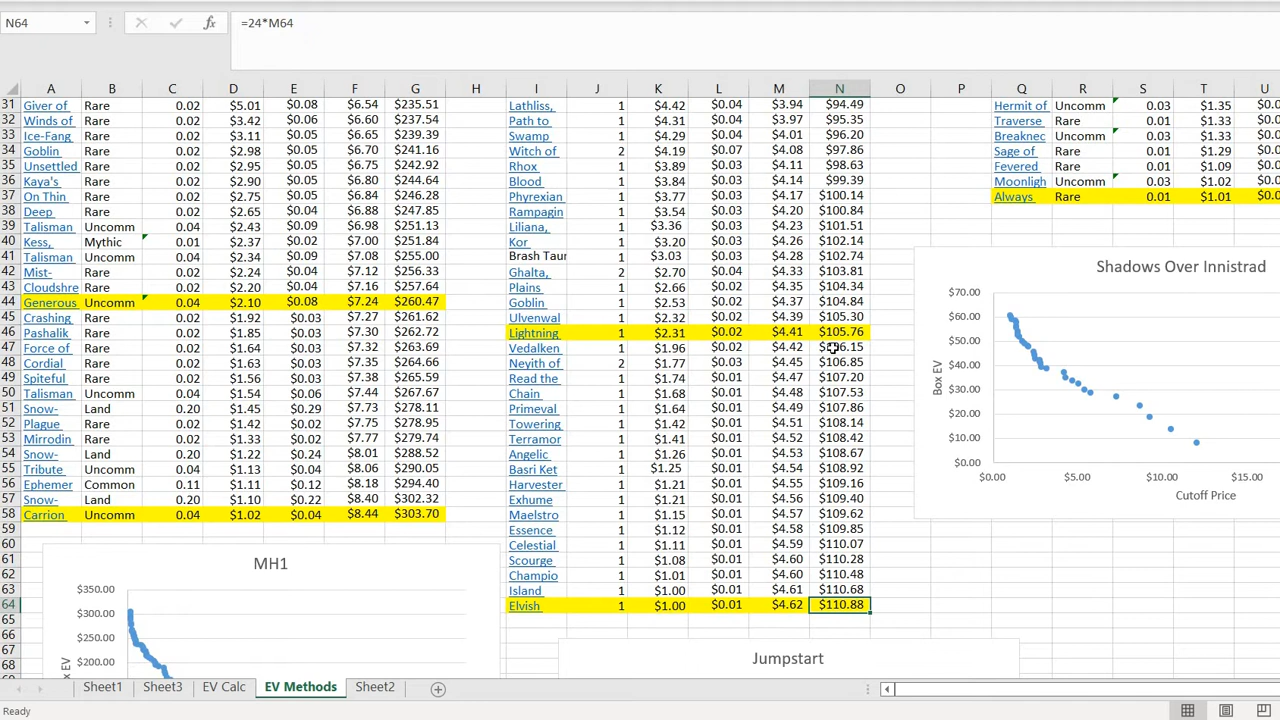 N64 fx =24*M64
A B C D E F G H I J K L M N O P Q R S T U
31 Giver of Rare 0.02 $5.01 $0.08 $6.54 $235.51 Lathliss, 1 $4.42 $0.04 $3.94 $94.49 Hermit of Uncomm 0.03 $1.35
32 Winds of Rare 0.02 $3.42 $0.06 $6.60 $237.54 Path to 1 $4.31 $0.04 $3.97 $95.35 Traverse Rare 0.01 $1.33
33 Ice-Fang Rare 0.02 $3.11 $0.05 $6.65 $239.39 Swamp 1 $4.29 $0.04 $4.01 $96.20 Breaknec Uncomm 0.03 $1.33
34 Goblin Rare 0.02 $2.98 $0.05 $6.70 $241.16 Witch of 2 $4.19 $0.07 $4.08 $97.86 Sage of Rare 0.01 $1.29
35 Unsettled Rare 0.02 $2.95 $0.05 $6.75 $242.92 Rhox 1 $3.89 $0.03 $4.11 $98.63 Fevered Rare 0.01 $1.09
36 Kaya's Rare 0.02 $2.90 $0.05 $6.80 $244.64 Blood 1 $3.84 $0.03 $4.14 $99.39 Moonligh Uncomm 0.03 $1.02
37 On Thin Rare 0.02 $2.75 $0.05 $6.84 $246.28 Phyrexian 1 $3.77 $0.03 $4.17 $100.14 Always Rare 0.01 $1.01
38 Deep Rare 0.02 $2.65 $0.04 $6.88 $247.85 Rampagin 1 $3.54 $0.03 $4.20 $100.84
39 Talisman Uncomm 0.04 $2.43 $0.09 $6.98 $251.13 Liliana, 1 $3.36 $0.03 $4.23 $101.51
40 Kess, Mythic 0.01 $2.37 $0.02 $7.00 $251.84 Kor 1 $3.20 $0.03 $4.26 $102.14
41 Talisman Uncomm 0.04 $2.34 $0.09 $7.08 $255.00 Brash Taun 1 $3.03 $0.03 $4.28 $102.74
42 Mist- Rare 0.02 $2.24 $0.04 $7.12 $256.33 Ghalta, 2 $2.70 $0.04 $4.33 $103.81
43 Cloudshre Rare 0.02 $2.20 $0.04 $7.16 $257.64 Plains 1 $2.66 $0.02 $4.35 $104.34
44 Generous Uncomm 0.04 $2.10 $0.08 $7.24 $260.47 Goblin 1 $2.53 $0.02 $4.37 $104.84
45 Crashing Rare 0.02 $1.92 $0.03 $7.27 $261.62 Ulvenwal 1 $2.32 $0.02 $4.39 $105.30
46 Pashalik Rare 0.02 $1.85 $0.03 $7.30 $262.72 Lightning 1 $2.31 $0.02 $4.41 $105.76
47 Force of Rare 0.02 $1.64 $0.03 $7.32 $263.69 Vedalken 1 $1.96 $0.02 $4.42
48 Cordial Rare 0.02 $1.63 $0.03 $7.35 $264.66 Neyith of 2 $1.77 $0.03 $4.45 $106.85
49 Spiteful Rare 0.02 $1.56 $0.03 $7.38 $265.59 Read the 1 $1.74 $0.01 $4.47 $107.20
50 Talisman Uncomm 0.04 $1.54 $0.06 $7.44 $267.67 Chain 1 $1.68 $0.01 $4.48 $107.53
51 Snow- Land 0.20 $1.45 $0.29 $7.73 $278.11 Primeval 1 $1.64 $0.01 $4.49 $107.86
52 Plague Rare 0.02 $1.42 $0.02 $7.75 $278.95 Towering 1 $1.42 $0.01 $4.51 $108.14
53 Mirrodin Rare 0.02 $1.33 $0.02 $7.77 $279.74 Terramor 1 $1.41 $0.01 $4.52 $108.42
54 Snow- Land 0.20 $1.22 $0.24 $8.01 $288.52 Angelic 1 $1.26 $0.01 $4.53 $108.67
55 Tribute Uncomm 0.04 $1.13 $0.04 $8.06 $290.05 Basri Ket 1 $1.25 $0.01 $4.54 $108.92
56 Ephemer Common 0.11 $1.11 $0.12 $8.18 $294.40 Harvester 1 $1.21 $0.01 $4.55 $109.16
57 Snow- Land 0.20 $1.10 $0.22 $8.40 $302.32 Exhume 1 $1.21 $0.01 $4.56 $109.40
58 Carrion Uncomm 0.04 $1.02 $0.04 $8.44 $303.70 Maelstro 1 $1.15 $0.01 $4.57 $109.62
59 Essence 1 $1.12 $0.01 $4.58 $109.85
60 Celestial 1 $1.11 $0.01 $4.59 $110.07
61 Scourge 1 $1.08 $0.01 $4.60 $110.28
62 Champio 1 $1.01 $0.01 $4.60 $110.48
63 Island 1 $1.00 $0.01 $4.61 $110.68
64 Elvish 1 $1.00 $0.01 $4.62 $110.88
65
66
67
68
Shadows Over Innistrad
$70.00
$60.00
$50.00
$40.00
$30.00
$20.00
$10.00
$0.00
Box EV
$0.00 $5.00 $10.00 $15.00
Cutoff Price
MH1
$350.00
$300.00
$250.00
$200.00
Jumpstart
Sheet1 Sheet3 EV Calc EV Methods Sheet2
Ready